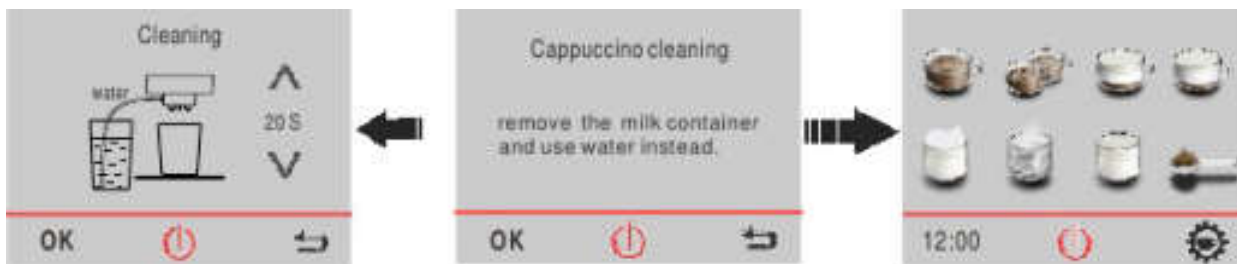 Cleaning
water
20 S
OK
Cappuccino cleaning
remove the milk container
and use water instead.
OK
12:00